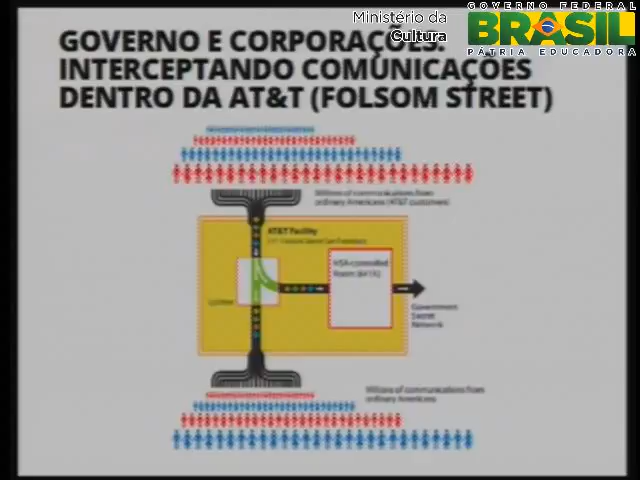 Ministério da
Cultura
GOVERNO FEDERAL
BRASIL
PÁTRIA EDUCADORA
GOVERNO E CORPORAÇÕES:
INTERCEPTANDO COMUNICAÇÕES
DENTRO DA AT&T (FOLSOM STREET)
Millions of communications from
ordinary Americans (AT&T customers)
AT&T Facility
NSA-controlled
Room (641A)
Government
Secret
Network
Millions of communications from
ordinary Americans